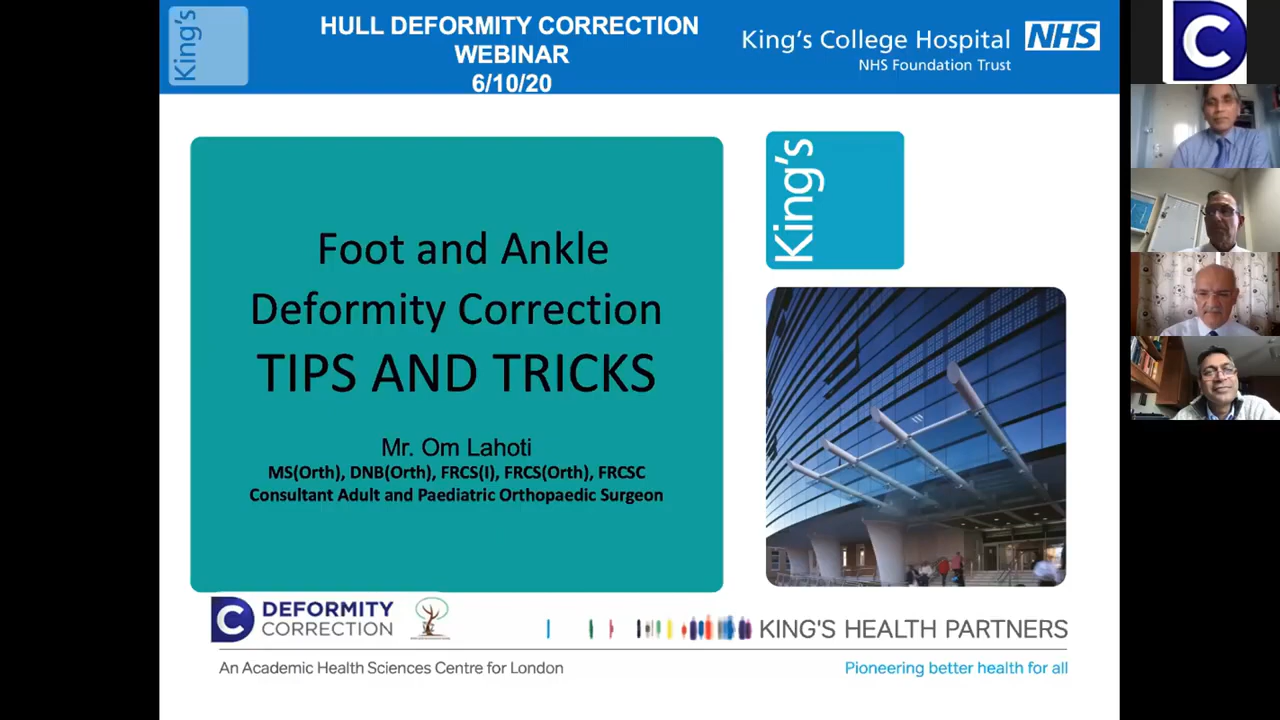 King's
HULL DEFORMITY CORRECTION
WEBINAR
6/10/20
King's College Hospital NHS
NHS Foundation Trust
C
King's
Foot and Ankle
Deformity Correction
TIPS AND TRICKS
Mr. Om Lahoti
MS(Orth), DNB(Orth), FRCS(I), FRCS(Orth), FRCSC
Consultant Adult and Paediatric Orthopaedic Surgeon
C DEFORMITY
CORRECTION
KING'S HEALTH PARTNERS
An Academic Health Sciences Centre for London
Pioneering better health for all